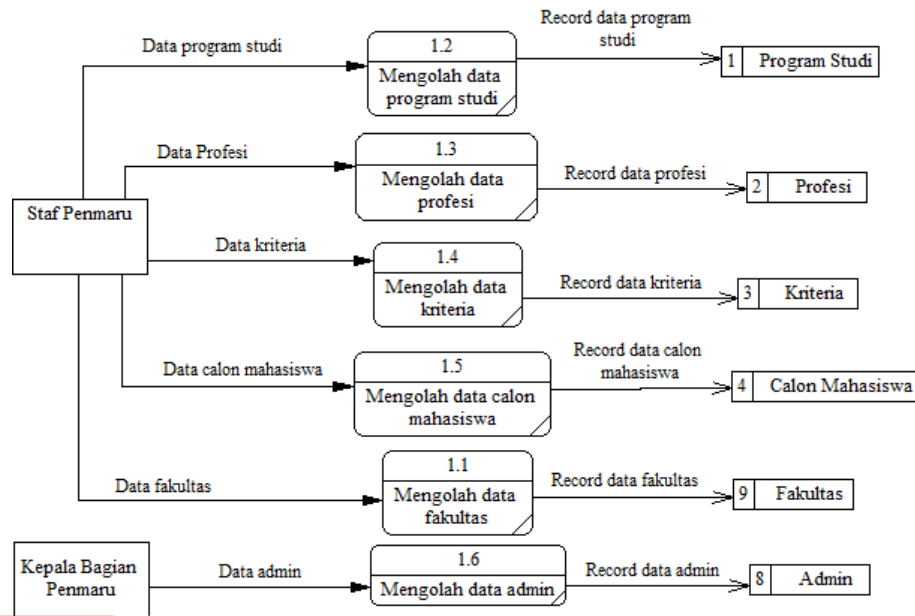 Data program studi
1.2
Mengolah data
program studi
Record data program
studi
1 Program Studi
Data Profesi
1.3
Mengolah data
profesi
Record data profesi
2 Profesi
Staf Penmaru
Data kriteria
1.4
Mengolah data
kriteria
Record data kriteria
3 Kriteria
Data calon mahasiswa
1.5
Mengolah data calon
mahasiswa
Record data calon
mahasiswa
4 Calon Mahasiswa
Data fakultas
1.1
Mengolah data
fakultas
Record data fakultas
9 Fakultas
Kepala Bagian
Penmaru
Data admin
1.6
Mengolah data admin
Record data admin
8 Admin